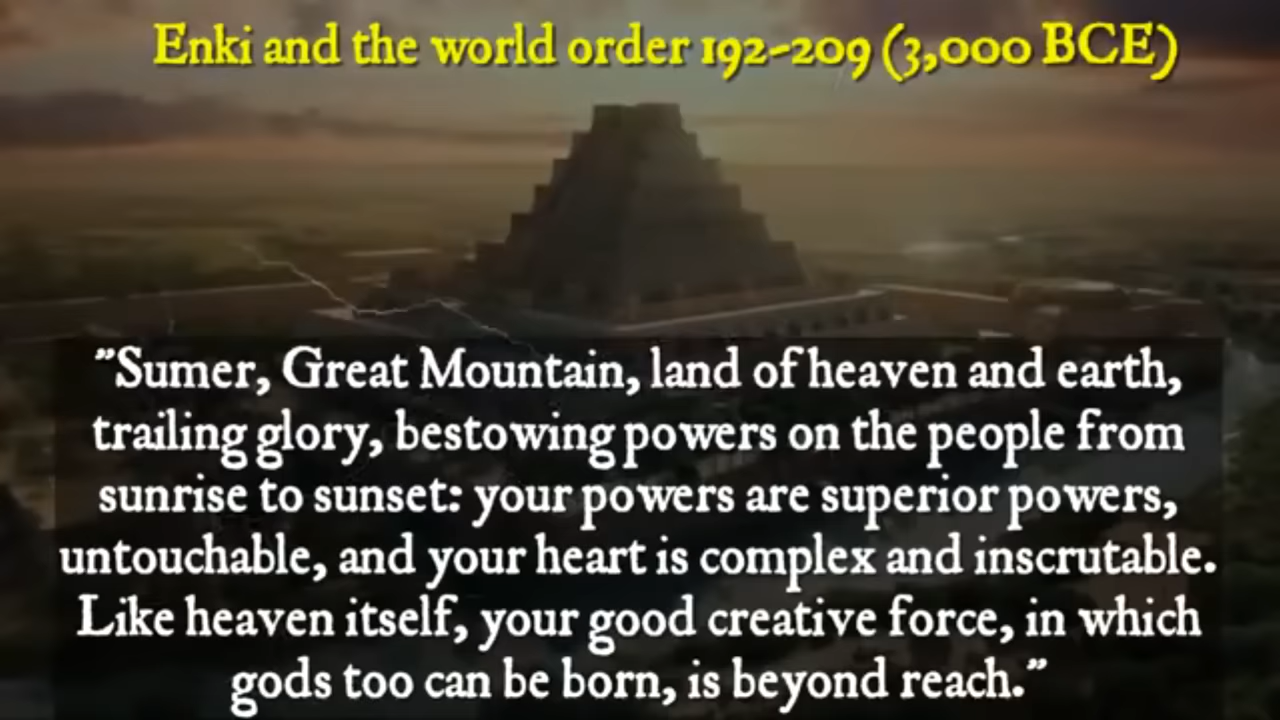 Enki and the world order 192-209 (3,000 BCE)
"Sumer, Great Mountain, land of heaven and earth,
trailing glory, bestowing powers on the people from
sunrise to sunset: your powers are superior powers,
untouchable, and your heart is complex and inscrutable.
Like heaven itself, your good creative force, in which
gods too can be born, is beyond reach."